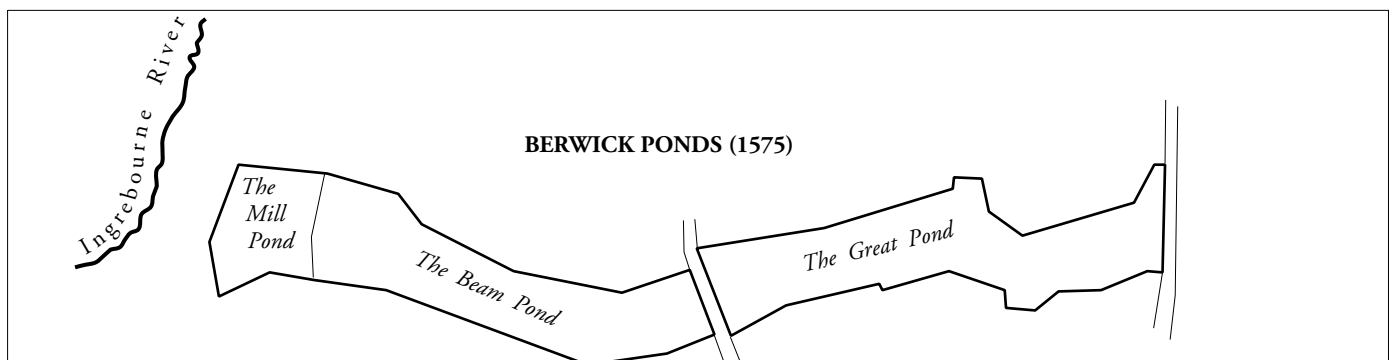 Ingrebourne River
BERWICK PONDS (1575)
The
Mill
Pond
The Beam Pond
The Great Pond